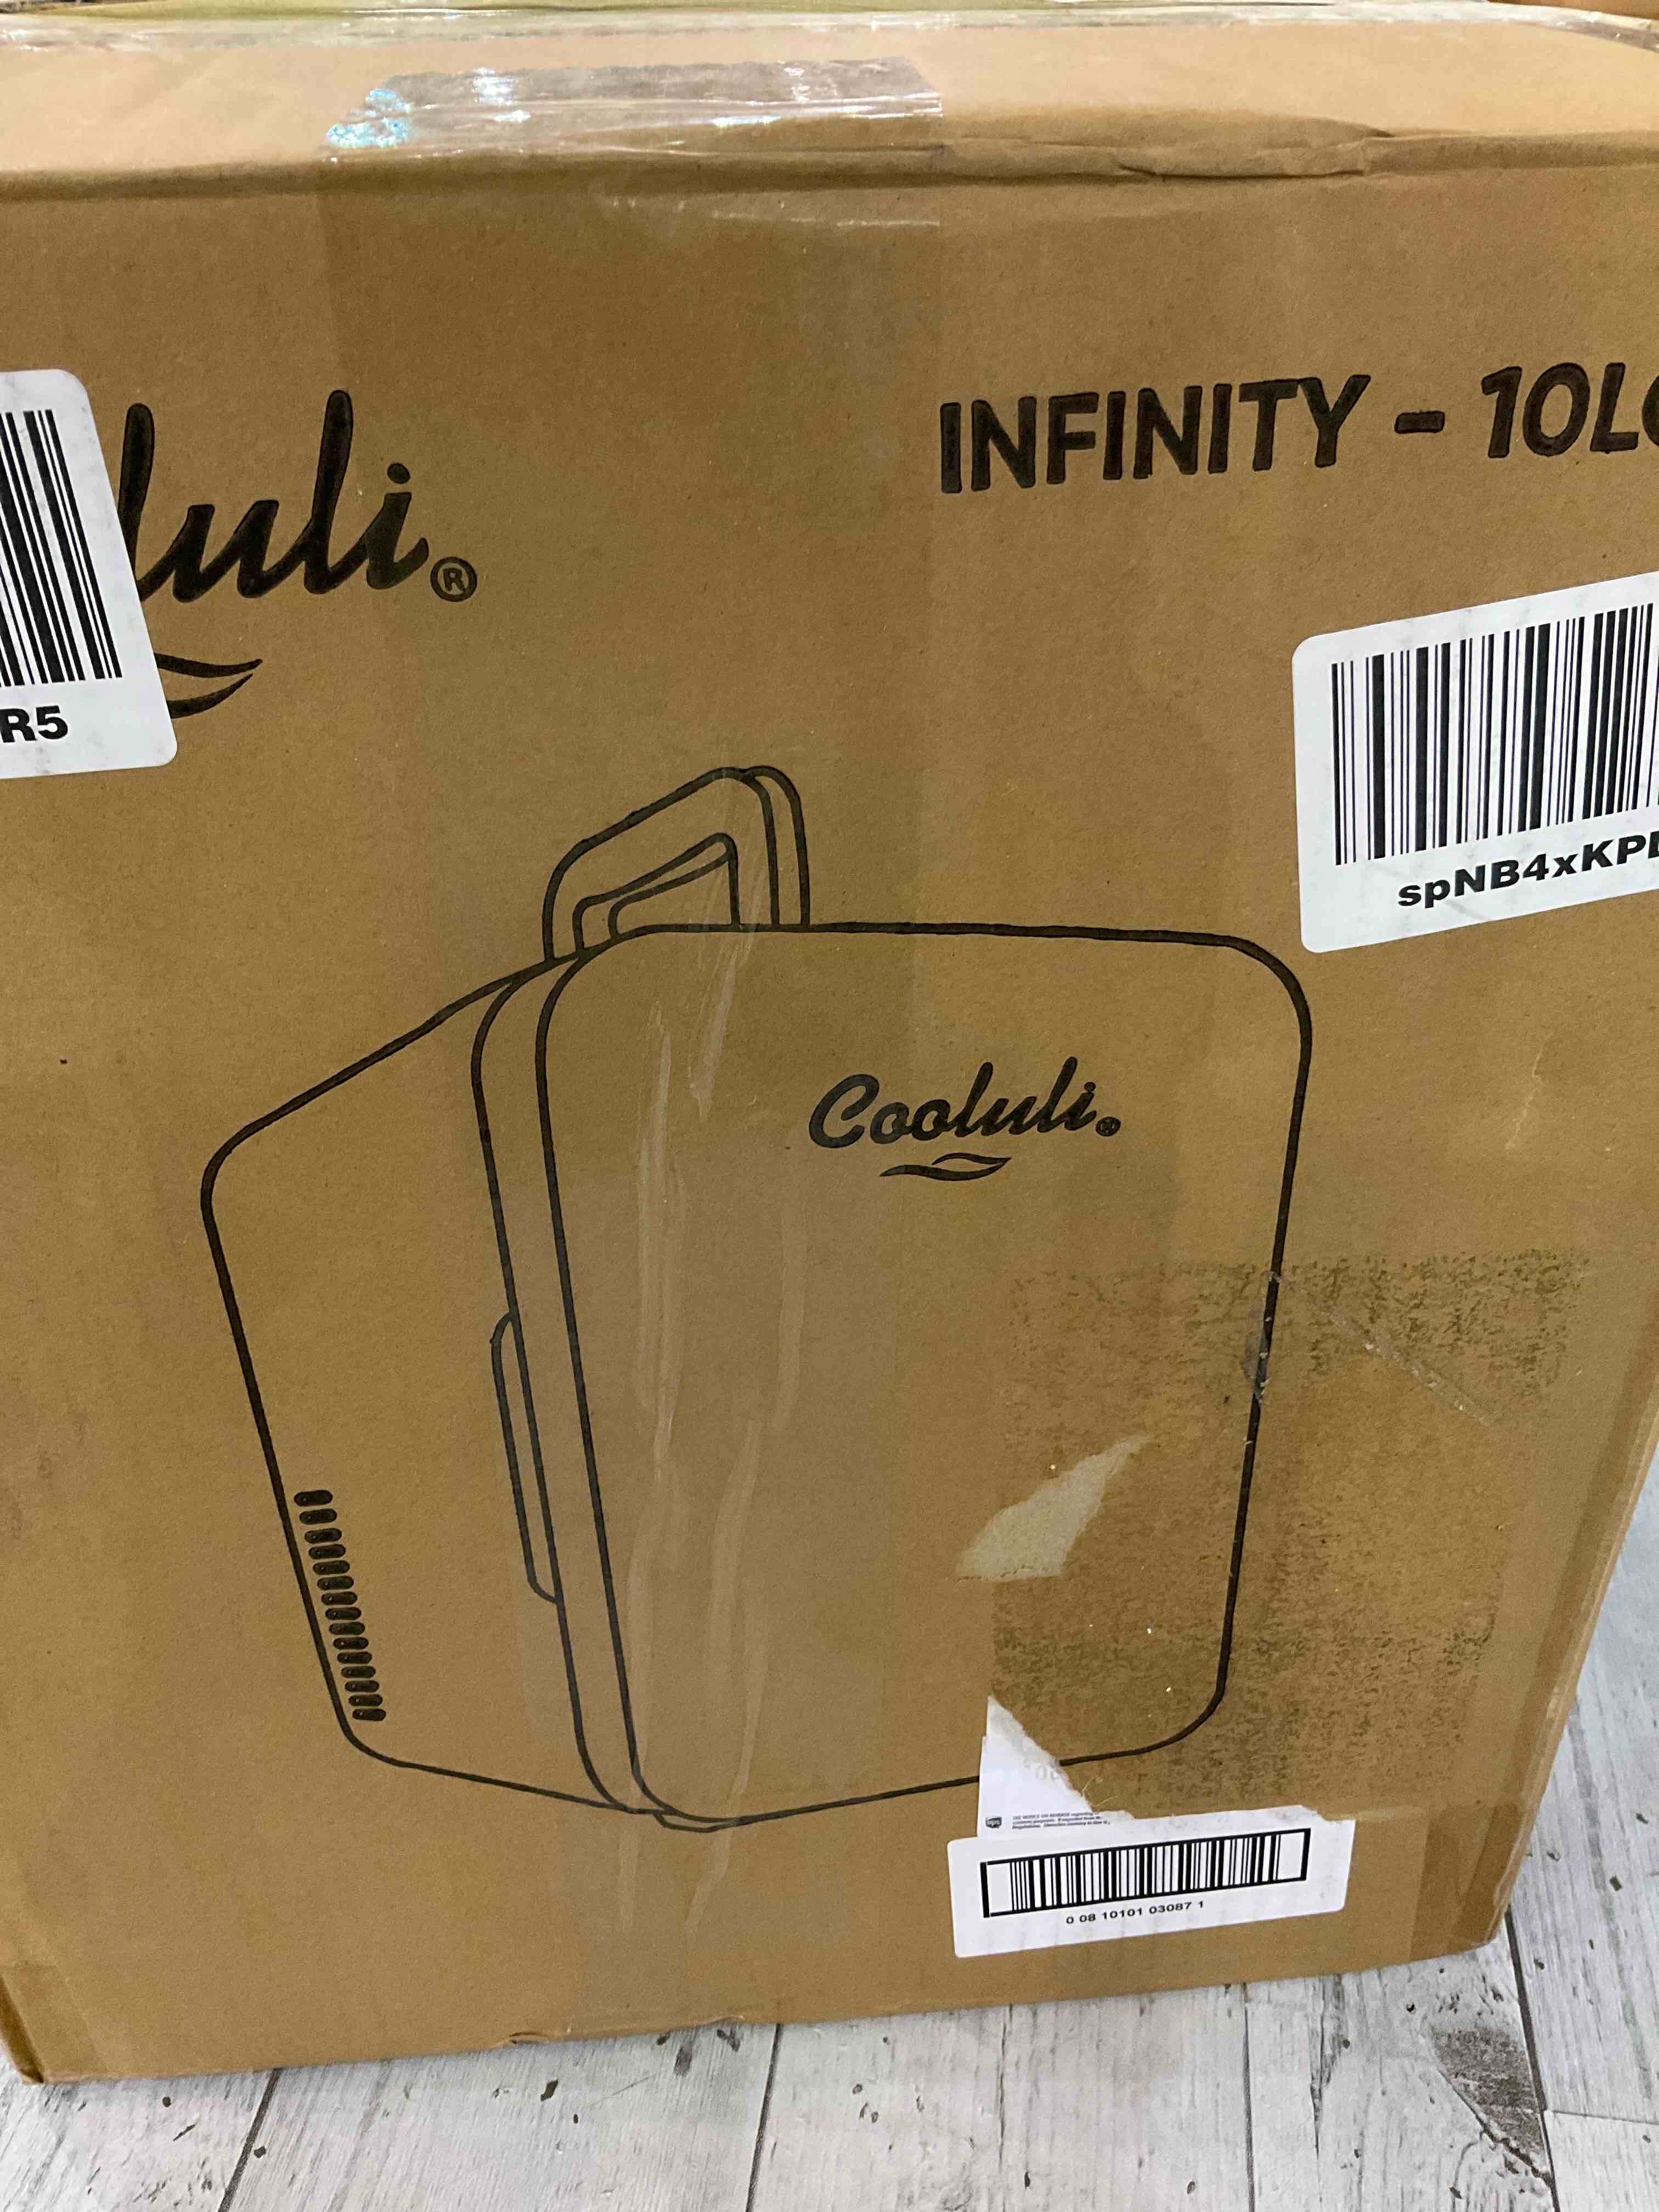 INFINITY - 10L
luli®
R5
spNB4xKP
Cooluli®
0 08 10101 03087 1